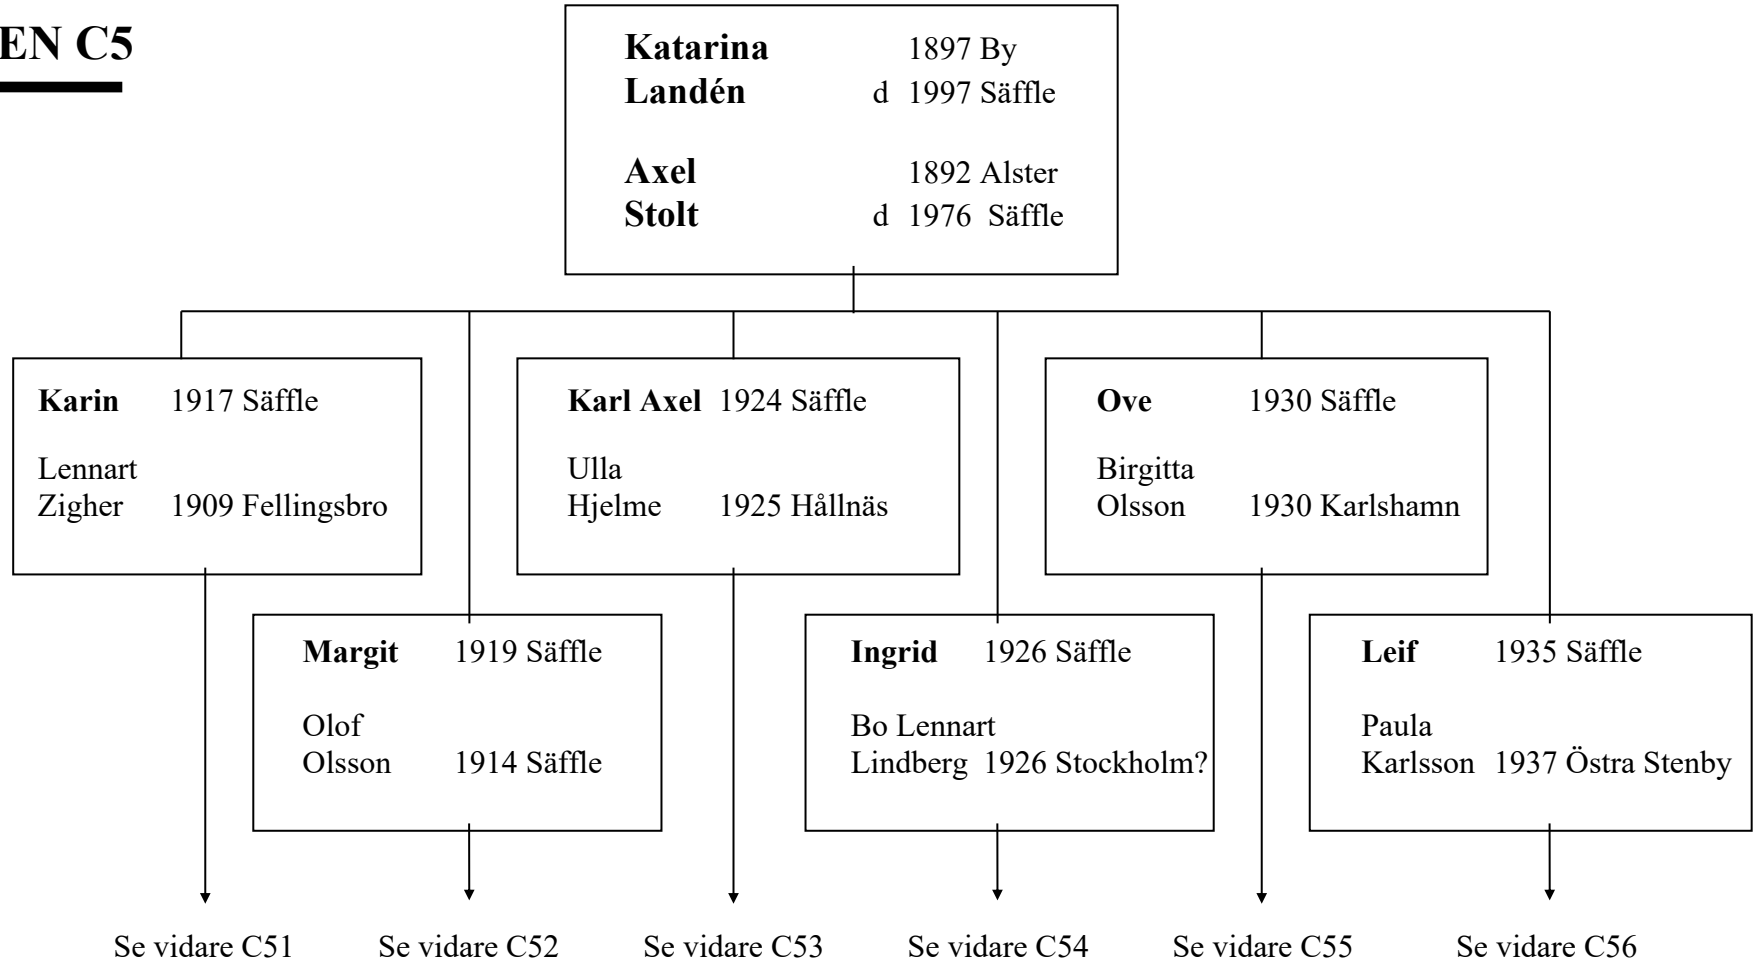 EN C5
Katarina 1897 By
Landén d 1997 Säffle
Axel 1892 Alster
Stolt d 1976 Säffle
Karin 1917 Säffle
Lennart
Zigher 1909 Fellingsbro
Karl Axel 1924 Säffle
Ulla
Hjelme 1925 Hållnäs
Ove 1930 Säffle
Birgitta
Olsson 1930 Karlshamn
Margit 1919 Säffle
Olof
Olsson 1914 Säffle
Ingrid 1926 Säffle
Bo Lennart
Lindberg 1926 Stockholm?
Leif 1935 Säffle
Paula
Karlsson 1937 Östra Stenby
Se vidare C51 Se vidare C52 Se vidare C53 Se vidare C54 Se vidare C55 Se vidare C56